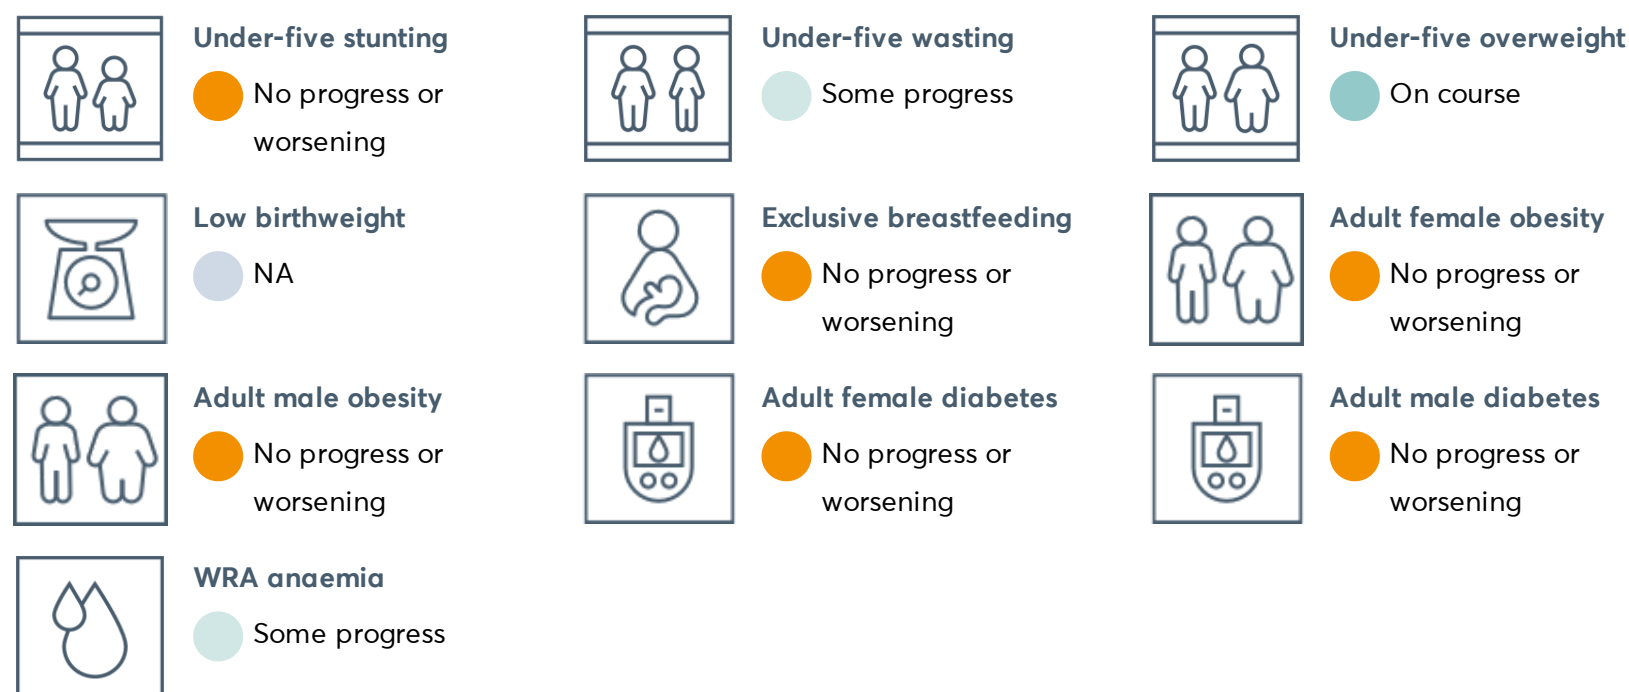 Under-five stunting
No progress or
worsening
Under-five wasting
Some progress
Under-five overweight
On course
Low birthweight
NA
Exclusive breastfeeding
No progress or
worsening
Adult female obesity
No progress or
worsening
Adult male obesity
No progress or
worsening
Adult female diabetes
No progress or
worsening
Adult male diabetes
No progress or
worsening
WRA anaemia
Some progress